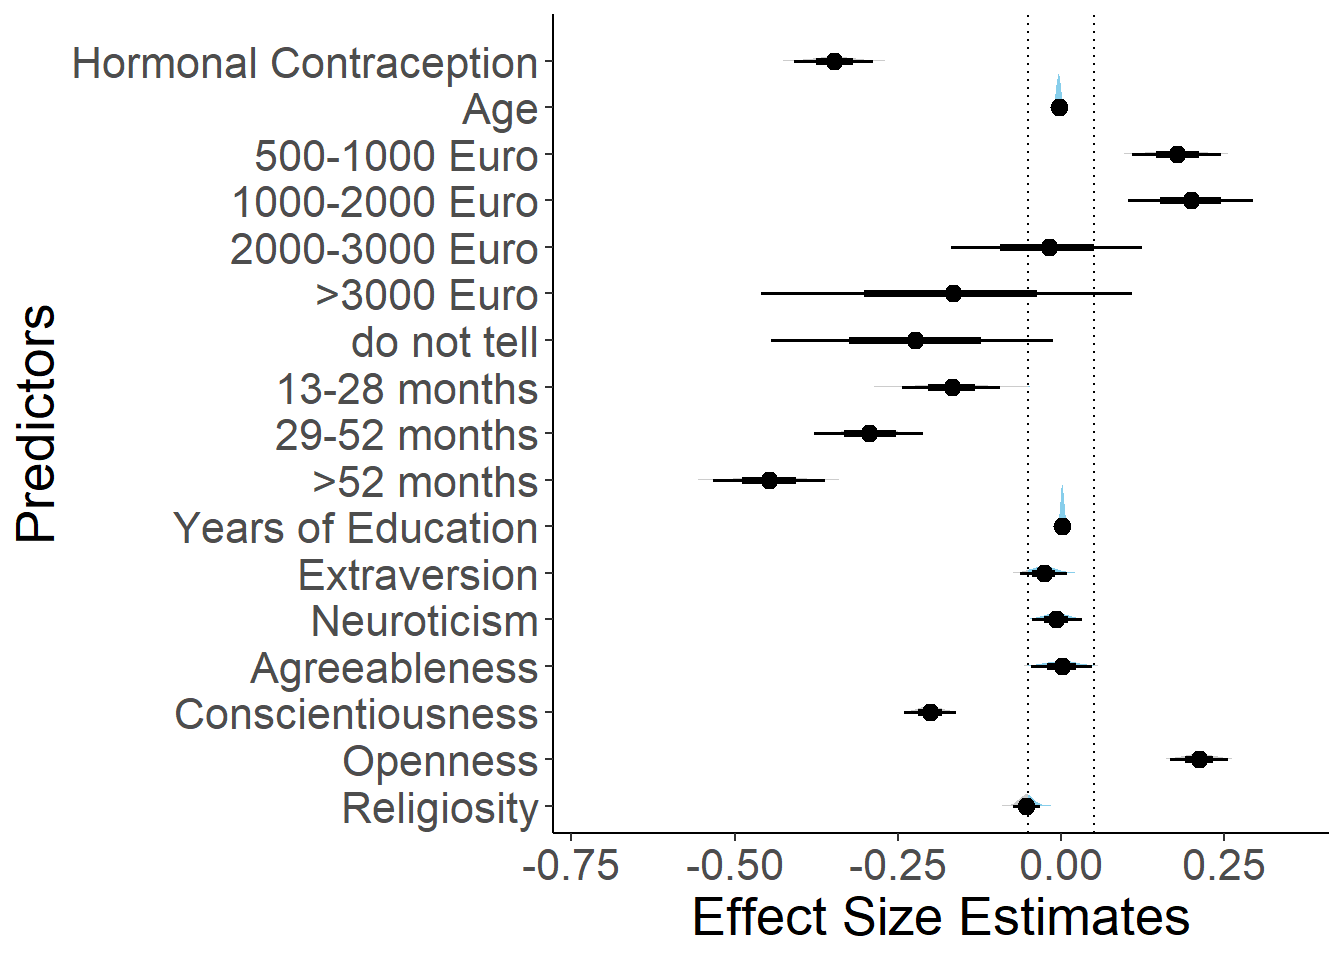 Hormonal Contraception
Age
500-1000 Euro
1000-2000 Euro
2000-3000 Euro
>3000 Euro
do not tell
13-28 months
29-52 months
>52 months
Years of Education
Extraversion
Neuroticism
Agreeableness
Conscientiousness
Openness
Religiosity
Predictors
-0.75 -0.50 -0.25 0.00 0.25
Effect Size Estimates